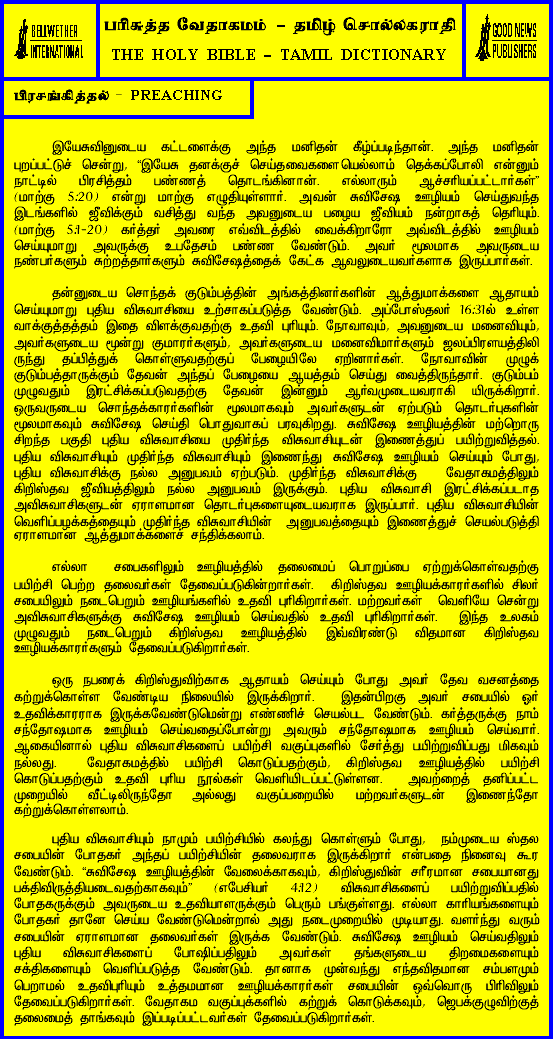 BELLWETHER
INTERNATIONAL
பரிசுத்த வேதாகமம் - தமிழ் சொல்லகராதி
THE HOLY BIBLE - TAMIL DICTIONARY
GOOD NEWS
PUBLISHERS
பிரசங்கித்தல் - PREACHING
இயேசுவினுடைய கட்டளைக்கு அந்த மனிதன் கீழ்ப்படிந்தான். அந்த மனிதன்
புறப்பட்டுச் சென்று, "இயேசு தனக்குச் செய்தவைகளையெல்லாம் தெக்கப்போலி என்னும்
நாட்டில் பிரசித்தம் பண்ணத் தொடங்கினான். எல்லாரும் ஆச்சரியப்பட்டார்கள்"
(மாற்கு 5:20) என்று மாற்கு எழுதியுள்ளார். அவன் சுவிசேஷ ஊழியம் செய்துவந்த
இடங்களில் ஜீவிக்கும் வசித்து வந்த அவனுடைய பழைய ஜீவியம் நன்றாகத் தெரியும்.
(மாற்கு 5:1-20) கர்த்தர் அவரை எவ்விடத்தில் வைக்கிறாரோ அவ்விடத்தில் ஊழியம்
செய்யுமாறு அவருக்கு உபதேசம் பண்ண வேண்டும். அவர் மூலமாக அவருடைய
நண்பர்களும் சுற்றத்தார்களும் சுவிசேஷத்தைக் கேட்க ஆவலுடையவர்களாக இருப்பார்கள்.
தன்னுடைய சொந்தக் குடும்பத்தின் அங்கத்தினர்களின் ஆத்துமாக்களை ஆதாயம்
செய்யுமாறு புதிய விசுவாசியை உற்சாகப்படுத்த வேண்டும். அப்போஸ்தலர் 16:31ல் உள்ள
வாக்குத்தத்தம் இதை விளக்குவதற்கு உதவி புரியும். நோவாவும், அவனுடைய மனைவியும்,
அவர்களுடைய மூன்று குமாரர்களும், அவர்களுடைய மனைவிமார்களும் ஜலப்பிரளயத்திலி
ருந்து தப்பித்துக் கொள்ளுவதற்குப் பேழையிலே ஏறினார்கள். நோவாவின் முழுக்
குடும்பத்தாருக்கும் தேவன் அந்தப் பேழையை ஆயத்தம் செய்து வைத்திருந்தார். குடும்பம்
முழுவதும் இரட்சிக்கப்படுவதற்கு தேவன் இன்னும் ஆர்வமுடையவராகி யிருக்கிறார்.
ஒருவருடைய சொந்தக்காரர்களின் மூலமாகவும் அவர்களுடன் ஏற்படும் தொடர்புகளின்
மூலமாகவும் சுவிசேஷ செய்தி பொதுவாகப் பரவுகிறது. சுவிசேஷ ஊழியத்தின் மற்றொரு
சிறந்த பகுதி புதிய விசுவாசியை முதிர்ந்த விசுவாசியுடன் இணைத்துப் பயிற்றுவித்தல்.
புதிய விசுவாசியும் முதிர்ந்த விசுவாசியும் இணைந்து சுவிசேஷ ஊழியம் செய்யும் போது,
புதிய விசுவாசிக்கு நல்ல அனுபவம் ஏற்படும். முதிர்ந்த விசுவாசிக்கு வேதாகமத்திலும்
கிறிஸ்தவ ஜீவியத்திலும் நல்ல அனுபவம் இருக்கும். புதிய விசுவாசி இரட்சிக்கப்படாத
அவிசுவாசிகளுடன் ஏராளமான தொடர்புகளையுடையவராக இருப்பார். புதிய விசுவாசியின்
வெளிப்பழக்கத்தையும் முதிர்ந்த விசுவாசியின் அனுபவத்தையும் இணைத்துச் செயல்படுத்தி
ஏராளமான ஆத்துமாக்களைச் சந்திக்கலாம்.
எல்லா சபைகளிலும் ஊழியத்தில் தலைமைப் பொறுப்பை ஏற்றுக்கொள்வதற்கு
பயிற்சி பெற்ற தலைவர்கள் தேவைப்படுகின்றார்கள். கிறிஸ்தவ ஊழியக்காரர்களில் சிலர்
சபையிலும் நடைபெறும் ஊழியங்களில் உதவி புரிகிறார்கள். மற்றவர்கள் வெளியே சென்று
அவிசுவாசிகளுக்கு சுவிசேஷ ஊழியம் செய்வதில் உதவி புரிகிறார்கள். இந்த உலகம்
முழுவதும் நடைபெறும் கிறிஸ்தவ ஊழியத்தில் இவ்விரண்டு விதமான கிறிஸ்தவ
ஊழியக்காரர்களும் தேவைப்படுகிறார்கள்.
ஒரு நபரைக் கிறிஸ்துவிற்காக ஆதாயம் செய்யும் போது அவர் தேவ வசனத்தை
கற்றுக்கொள்ள வேண்டிய நிலையில் இருக்கிறார். இதன்பிறகு அவர் சபையில் ஓர்
உதவிக்காரராக இருக்கவேண்டுமென்று எண்ணிச் செயல்பட வேண்டும். கர்த்தருக்கு நாம்
சந்தோஷமாக ஊழியம் செய்வதைப்போன்று அவரும் சந்தோஷமாக ஊழியம் செய்வார்.
ஆகையினால் புதிய விசுவாசிகளைப் பயிற்சி வகுப்புகளில் சேர்த்து பயிற்றுவிப்பது மிகவும்
நல்லது. வேதாகமத்தில் பயிற்சி கொடுப்பதற்கும், கிறிஸ்தவ ஊழியத்தில் பயிற்சி
கொடுப்பதற்கும் உதவி புரிய நூல்கள் வெளியிடப்பட்டுள்ளன. அவற்றைத் தனிப்பட்ட
முறையில் வீட்டிலிருந்தோ அல்லது வகுப்பறையில் மற்றவர்களுடன் இணைந்தோ
கற்றுக்கொள்ளலாம்.
புதிய விசுவாசியும் நாமும் பயிற்சியில் கலந்து கொள்ளும் போது, நம்முடைய ஸ்தல
சபையின் போதகர் அந்தப் பயிற்சியின் தலைவராக இருக்கிறார் என்பதை நினைவு கூர
வேண்டும். "சுவிசேஷ ஊழியத்தின் வேலைக்காகவும், கிறிஸ்துவின் சரீரமான சபையானது
பக்திவிருத்தியடைவதற்காகவும்" (எபேசியர் 4:12) விசுவாசிகளைப் பயிற்றுவிப்பதில்
போதகருக்கும் அவருடைய உதவியாளருக்கும் பெரும் பங்குள்ளது. எல்லா காரியங்களையும்
போதகர் தானே செய்ய வேண்டுமென்றால் அது நடைமுறையில் முடியாது. வளர்ந்து வரும்
சபையின் ஏராளமான தலைவர்கள் இருக்க வேண்டும். சுவிசேஷ ஊழியம் செய்வதிலும்
புதிய விசுவாசிகளைப் போஷிப்பதிலும் அவர்கள் தங்களுடைய திறமைகளையும்
சக்திகளையும் வெளிப்படுத்த வேண்டும். தானாக முன்வந்து எந்தவிதமான சம்பளமும்
பெறாமல் உதவிபுரியும் உத்தமமான ஊழியக்காரர்கள் சபையின் ஒவ்வொரு பிரிவிலும்
தேவைப்படுகிறார்கள். வேதாகம வகுப்புக்களில் கற்றுக் கொடுக்கவும், ஜெபக்குழுவிற்குத்
தலைமைத் தாங்கவும் இப்படிப்பட்டவர்கள் தேவைப்படுகிறார்கள்.